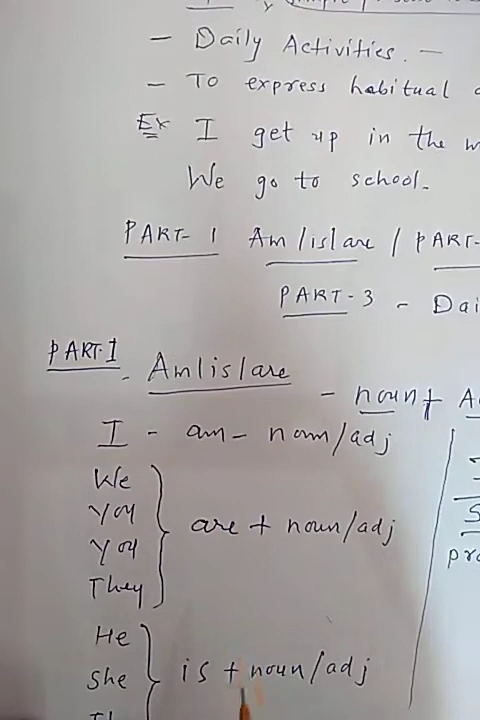 - Daily Activities. -
- To express habitual
Ex I get up in the
We go to school.
PART-1 Am/is/are / PART-
PART-3 - Dai
PART-I - Am/is/are
- noun + A
I - am - noun/adj
We
You
You
They
} are + noun/adj
He
She
} is + noun/adj